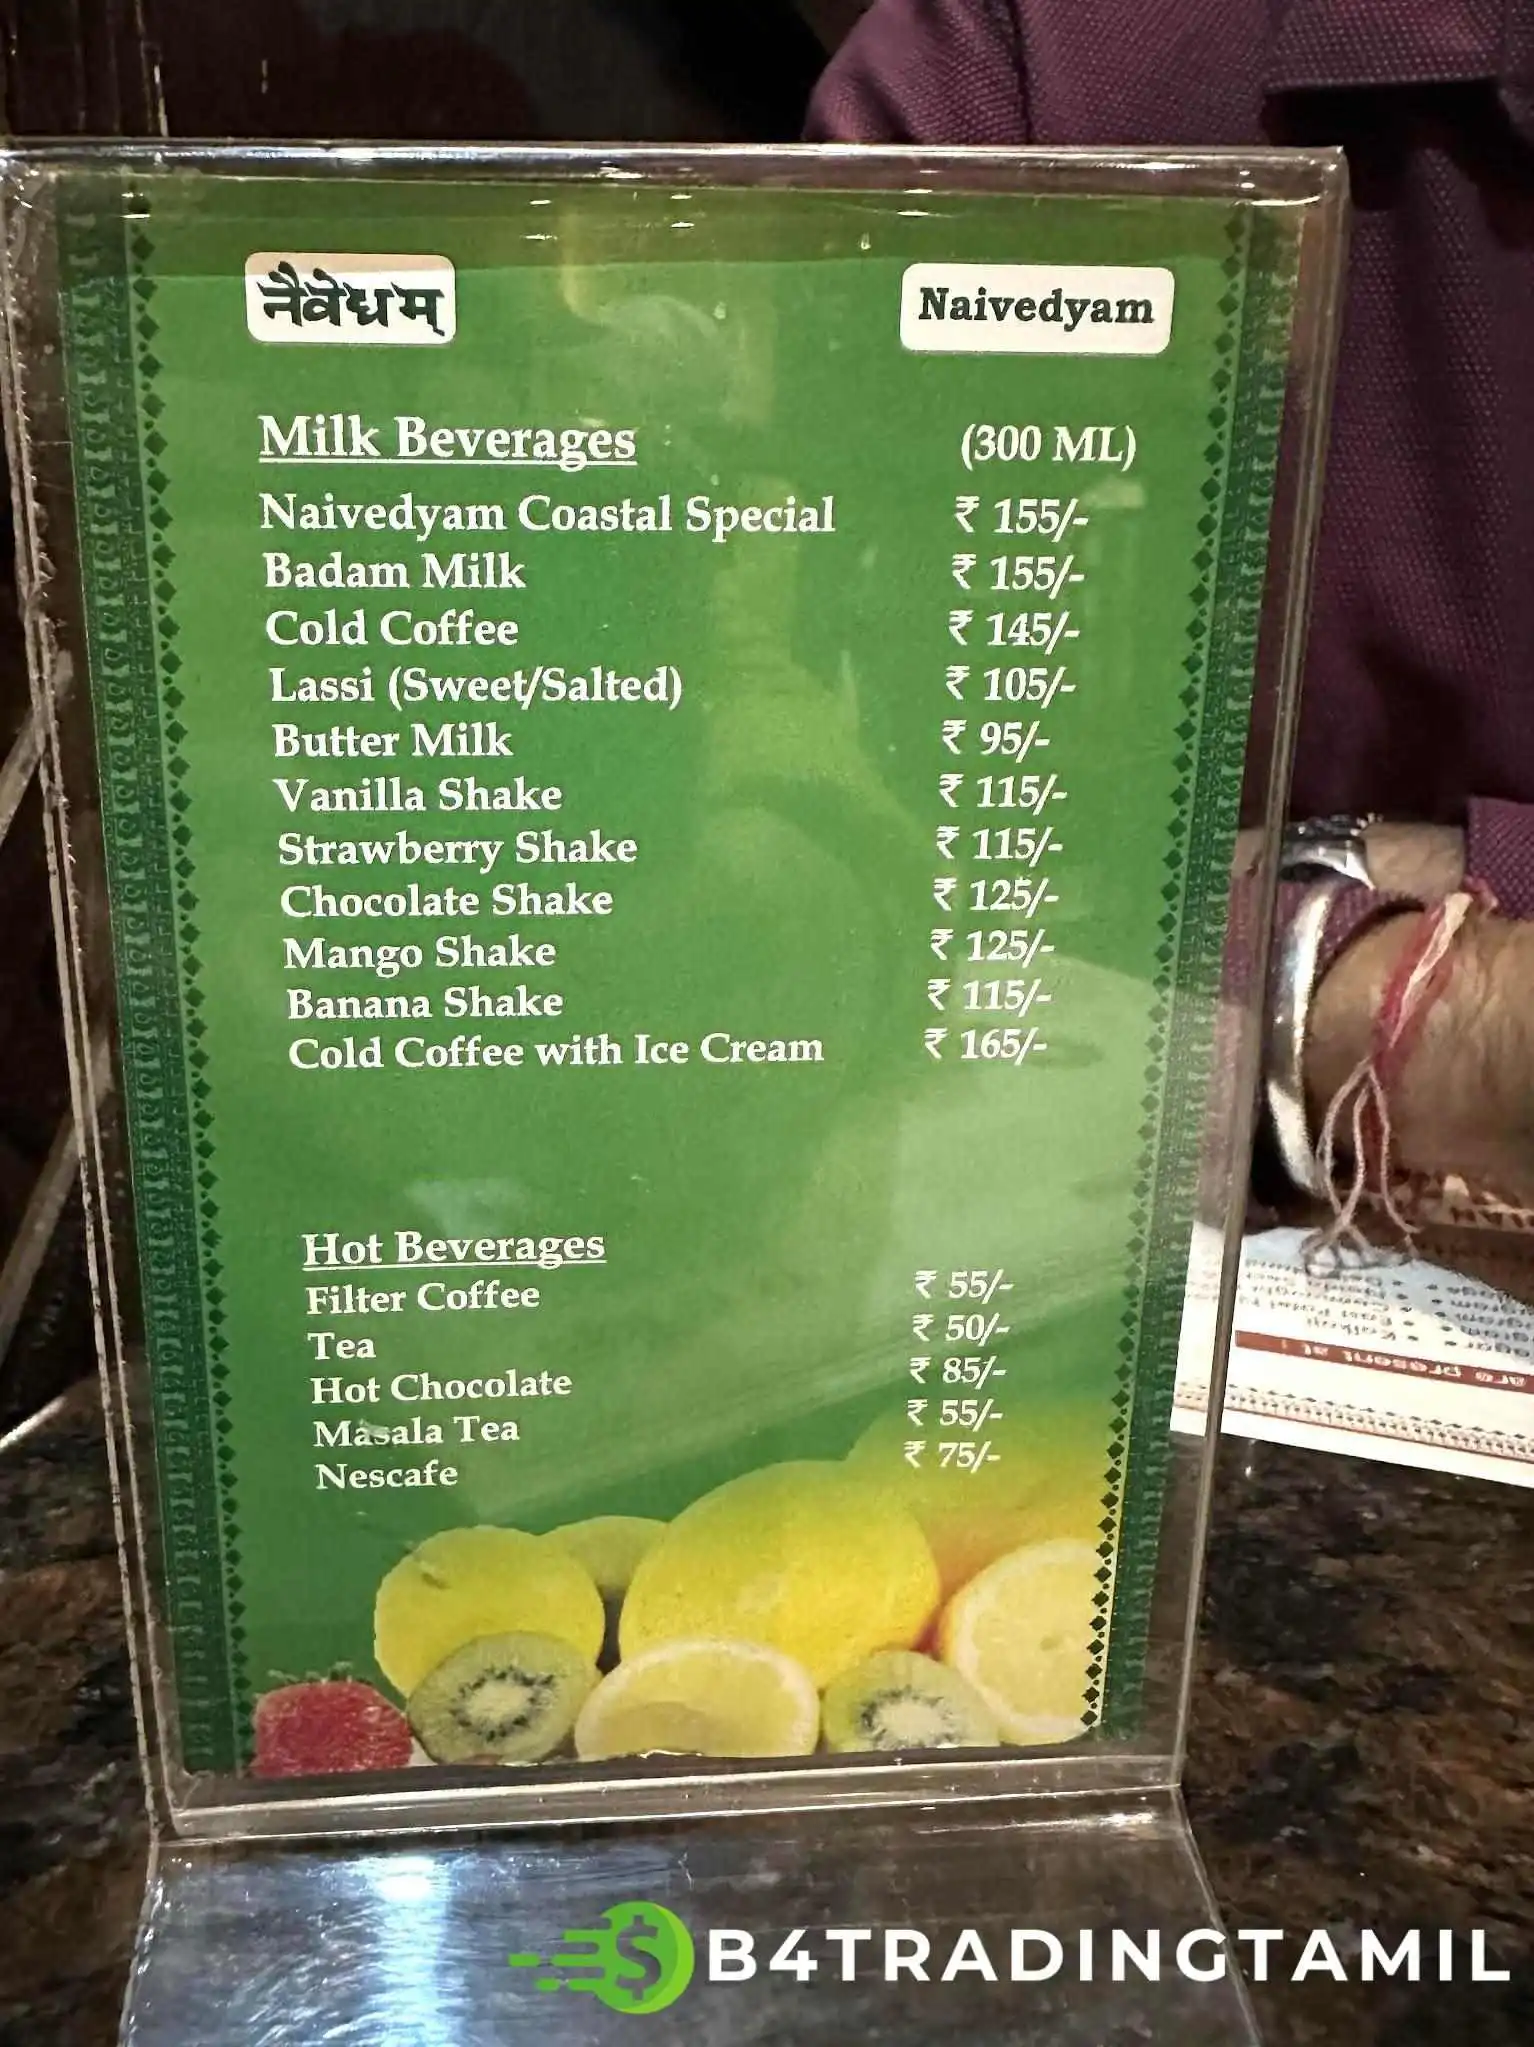 नैवेद्यम्
Naivedyam
Milk Beverages (300 ML)
Naivedyam Coastal Special ₹ 155/-
Badam Milk ₹ 155/-
Cold Coffee ₹ 145/-
Lassi (Sweet/Salted) ₹ 105/-
Butter Milk ₹ 95/-
Vanilla Shake ₹ 115/-
Strawberry Shake ₹ 115/-
Chocolate Shake ₹ 125/-
Mango Shake ₹ 125/-
Banana Shake ₹ 115/-
Cold Coffee with Ice Cream ₹ 165/-
Hot Beverages
Filter Coffee ₹ 55/-
Tea ₹ 50/-
Hot Chocolate ₹ 85/-
Masala Tea ₹ 55/-
Nescafe ₹ 75/-
B4TRADINGTAMIL